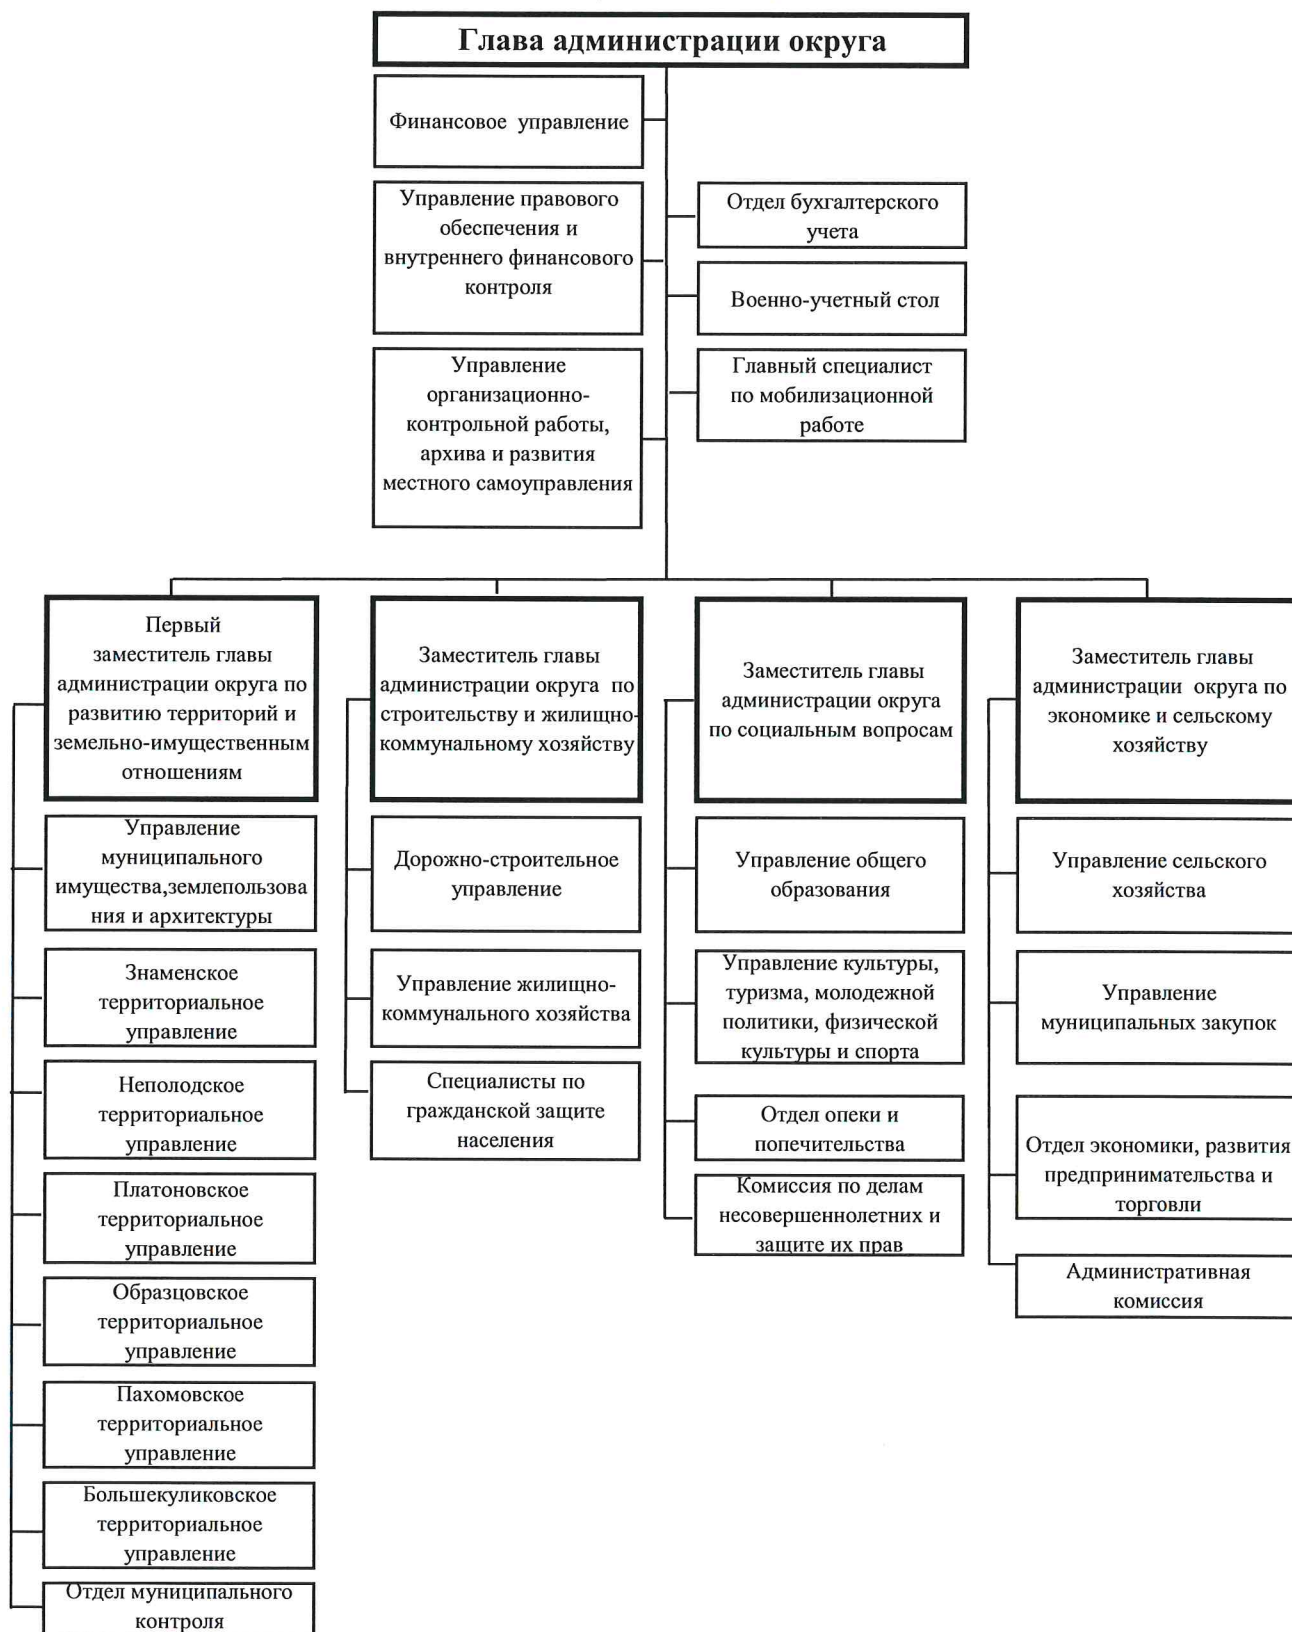 Глава администрации округа
Финансовое управление
Управление правового
обеспечения и
внутреннего финансового
контроля
Управление
организационно-
контрольной работы,
архива и развития
местного самоуправления
Отдел бухгалтерского
учета
Военно-учетный стол
Главный специалист
по мобилизационной
работе
Первый
заместитель главы
администрации округа по
развитию территорий и
земельно-имущественным
отношениям
Управление
муниципального
имущества,землепользова
ния и архитектуры
Знаменское
территориальное
управление
Неполодское
территориальное
управление
Платоновское
территориальное
управление
Образцовское
территориальное
управление
Пахомовское
территориальное
управление
Большекуликовское
территориальное
управление
Отдел муниципального
контроля
Заместитель главы
администрации округа по
строительству и жилищно-
коммунальному хозяйству
Дорожно-строительное
управление
Управление жилищно-
коммунального хозяйства
Специалисты по
гражданской защите
населения
Заместитель главы
администрации округа
по социальным вопросам
Управление общего
образования
Управление культуры,
туризма, молодежной
политики, физической
культуры и спорта
Отдел опеки и
попечительства
Комиссия по делам
несовершеннолетних и
защите их прав
Заместитель главы
администрации округа по
экономике и сельскому
хозяйству
Управление сельского
хозяйства
Управление
муниципальных закупок
Отдел экономики, развития
предпринимательства и
торговли
Административная
комиссия